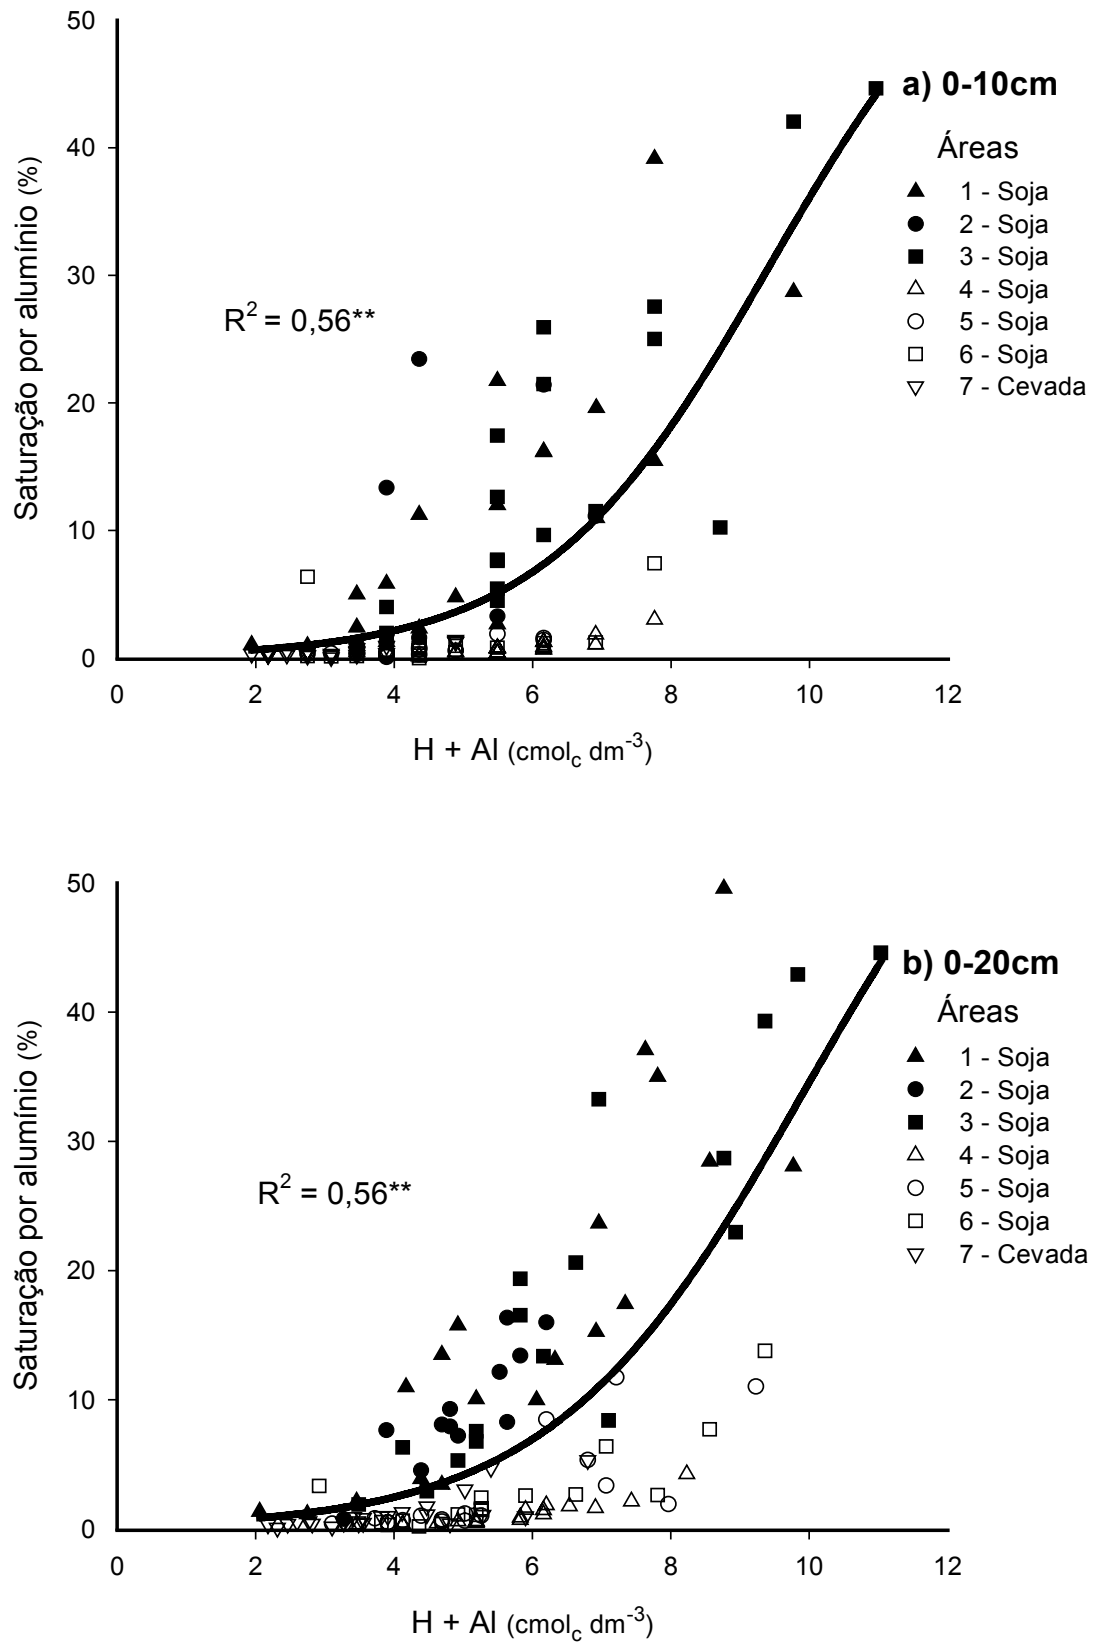 50
a) 0-10cm
Áreas
40
1 - Soja
2 - Soja
3 - Soja
30
4 - Soja
R² = 0,56**
5 - Soja
6 - Soja
7 - Cevada
20
10
0
Saturação por alumínio (%)
0 2 4 6 8 10 12
H + Al (cmolc dm-3)
50
b) 0-20cm
Áreas
40
1 - Soja
2 - Soja
3 - Soja
30
4 - Soja
R² = 0,56**
5 - Soja
6 - Soja
7 - Cevada
20
10
0
Saturação por alumínio (%)
0 2 4 6 8 10 12
H + Al (cmolc dm-3)